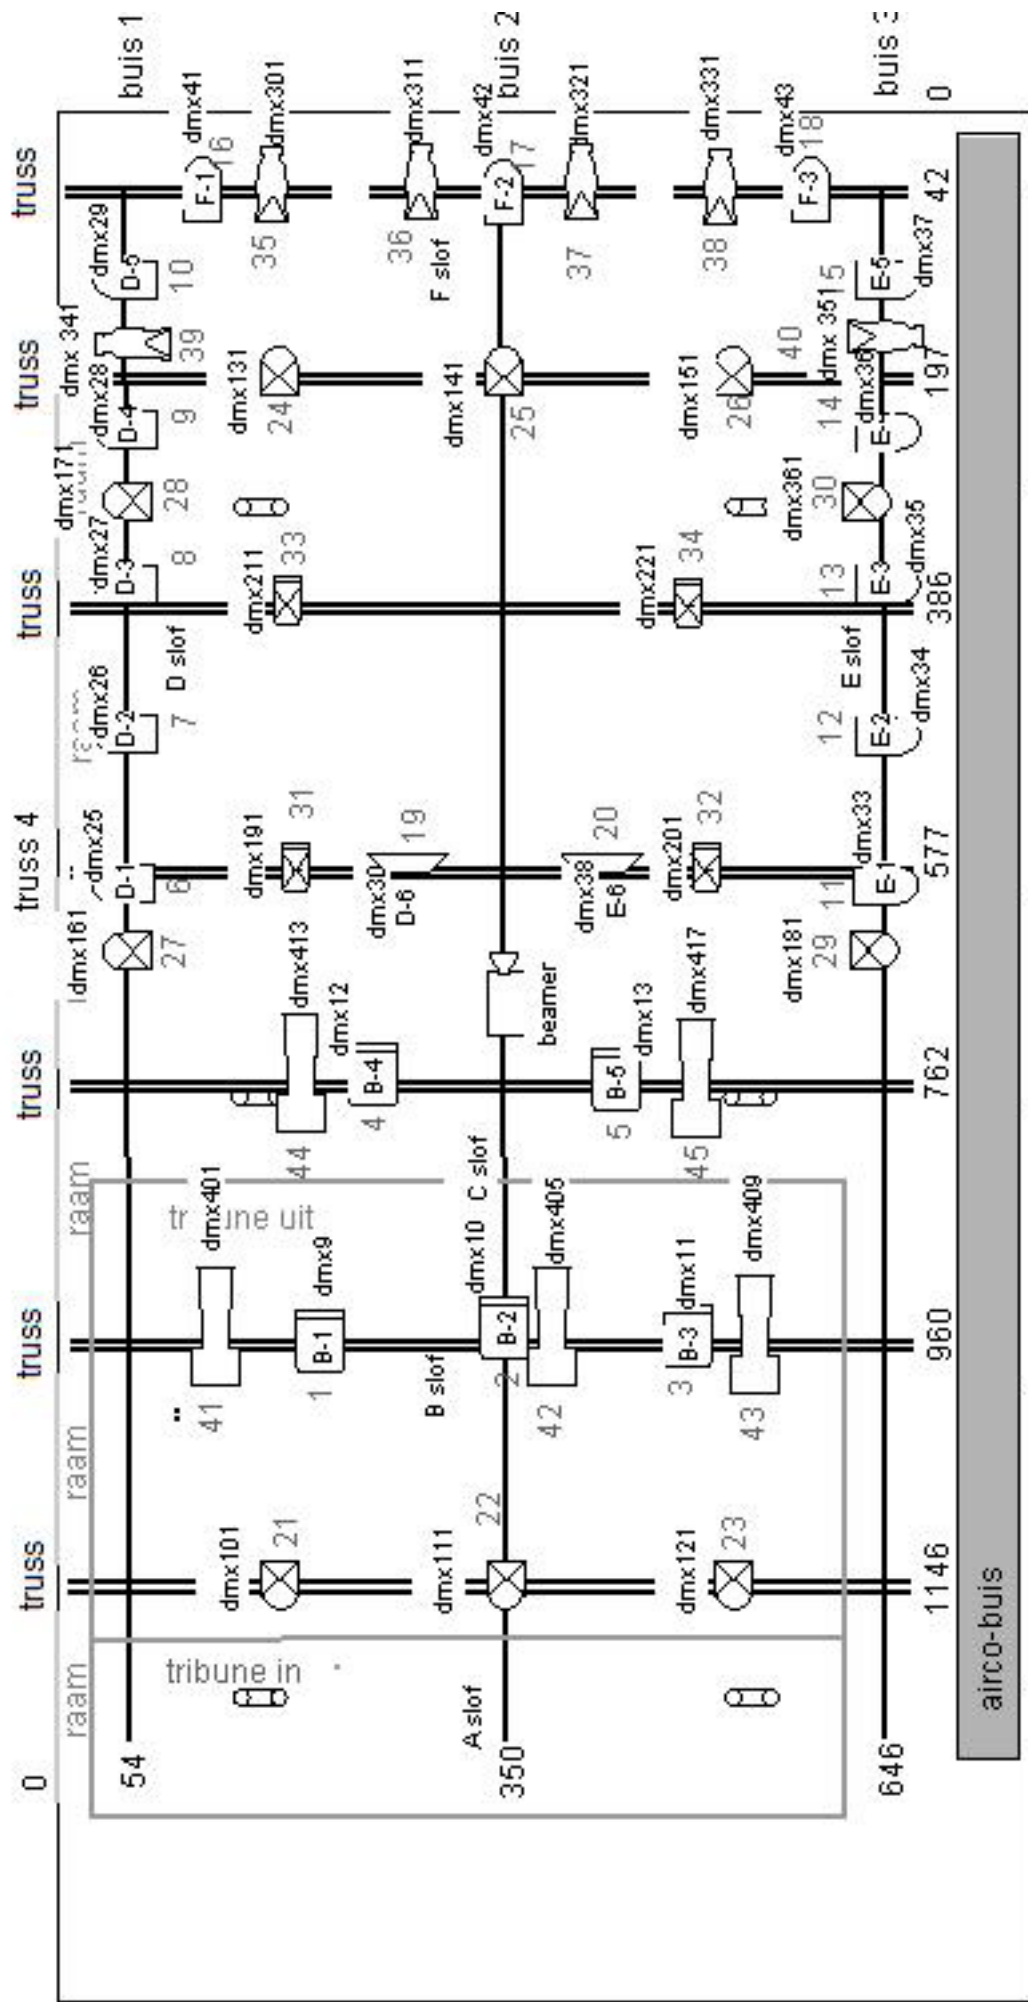 truss
truss
truss
truss 4
truss
truss
truss
0
buis 1
buis 2
buis 3
0
42
197
386
577
762
960
1146
54
350
646
dmx41
F-1
16
dmx301
35
dmx311
36
F slof
dmx42
F-2
17
dmx321
37
dmx331
38
dmx43
F-3
18
dmx29
D-5
10
dmx 341
39
dmx28
D-4
9
dmx131
24
dmx141
25
dmx151
26
40
dmx 351
15
E-5
dmx37
dmx36
14
dmx171
28
dmx27
D-3
8
dmx211
33
dmx221
34
dmx361
30
13
E-3
dmx35
D slof
E slof
raam
dmx26
D-2
7
12
E-2
dmx34
dmx25
D-1
6
dmx191
31
dmx30
D-6
19
dmx38
E-6
20
dmx201
32
dmx33
E-1
11
dmx161
27
dmx181
29
beamer
dmx413
44
dmx12
B-4
4
dmx13
B-5
5
dmx417
45
C slof
raam
tribune uit
dmx401
41
dmx9
B-1
1
B slof
dmx10
B-2
2
dmx405
42
dmx11
B-3
3
dmx409
43
raam
dmx101
21
dmx111
22
dmx121
23
raam
tribune in
A slof
airco-buis